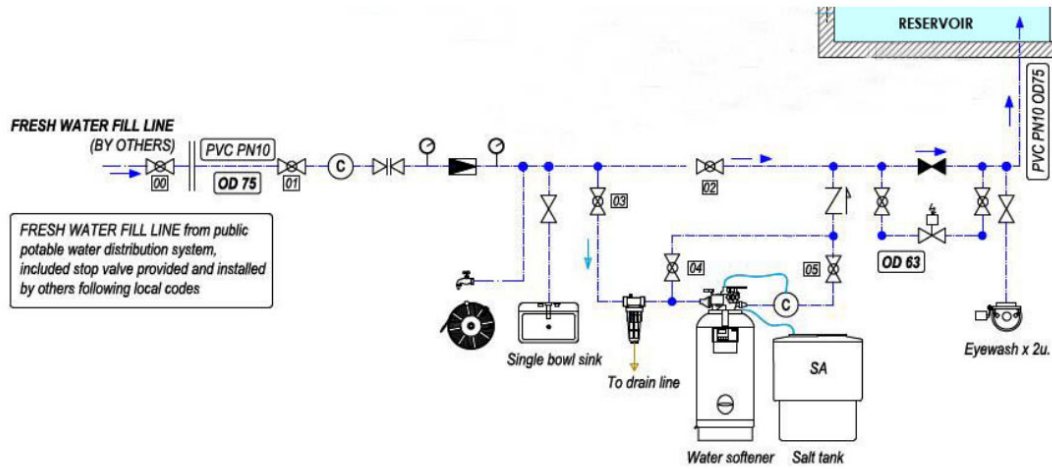 RESERVOIR
PVC PN10 OD75
FRESH WATER FILL LINE
(BY OTHERS)
PVC PN10
OD 75
00
01
C
02
03
FRESH WATER FILL LINE from public
potable water distribution system,
included stop valve provided and installed
by others following local codes
04
05
OD 63
C
Single bowl sink
To drain line
SA
Eyewash x 2u.
Water softener
Salt tank